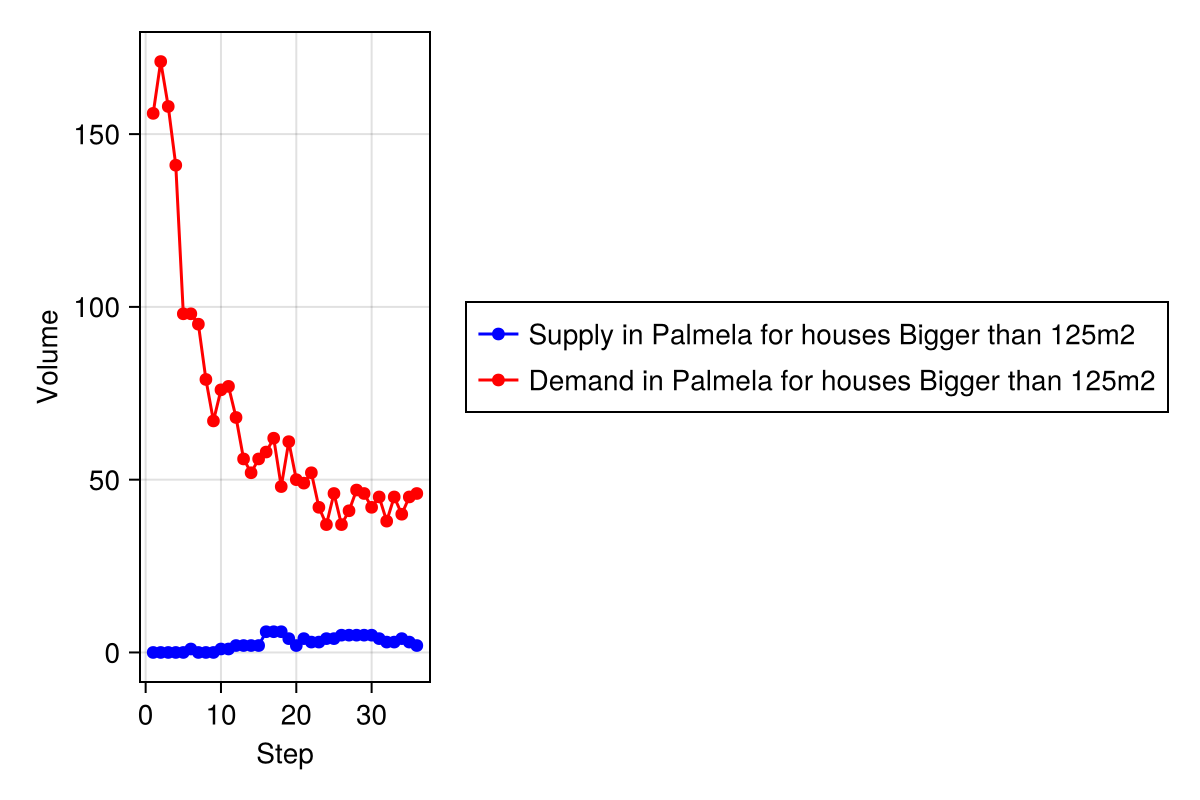 150
100
50
0
Volume
0 10 20 30
Step
Supply in Palmela for houses Bigger than 125m2
Demand in Palmela for houses Bigger than 125m2